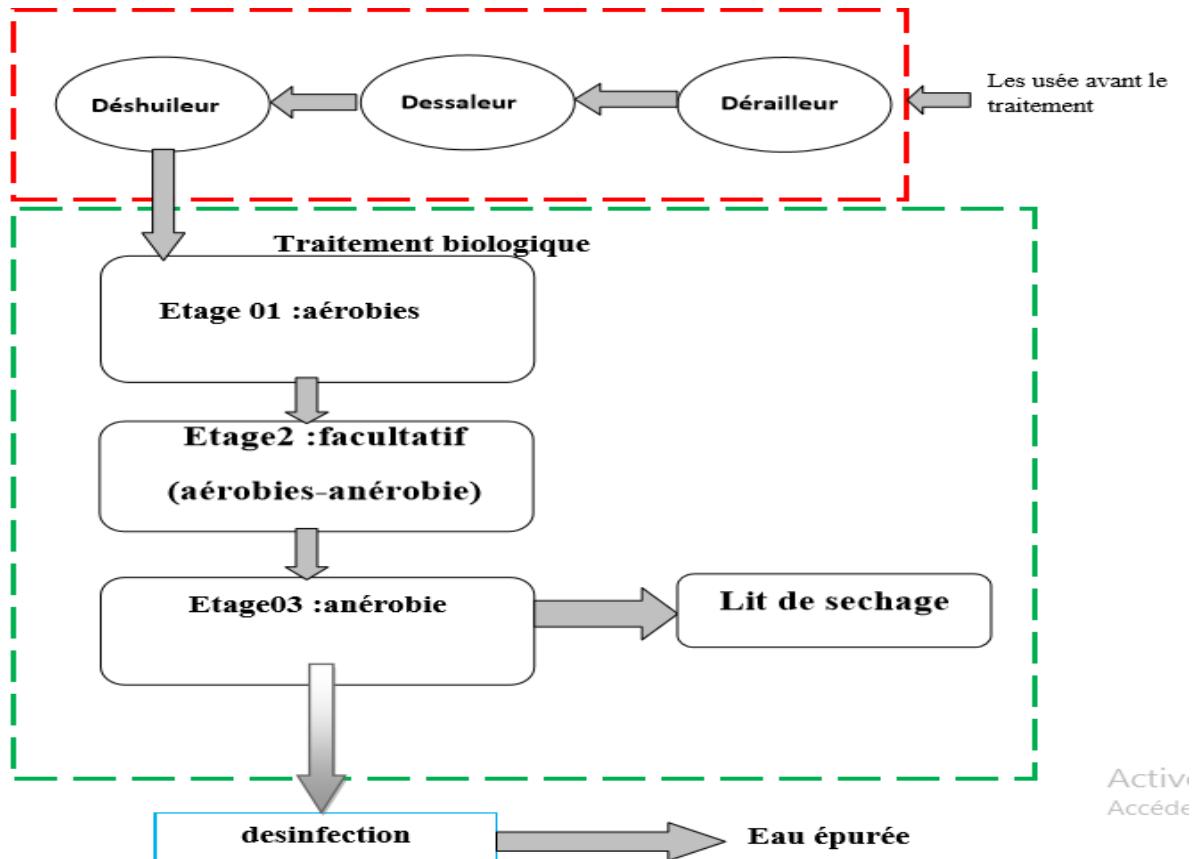 Déshuileur
Dessaleur
Dérailleur
Les usée avant le
traitement
Traitement biologique
Etage 01 :aérobies
Etage2 :facultatif
(aérobies-anérobie)
Etage03 :anérobie
Lit de sechage
desinfection
Eau épurée